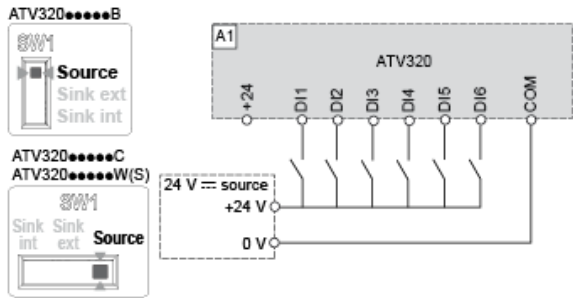 ATV320●●●●●B
SW1
Source
Sink ext
Sink int
ATV320●●●●●C
ATV320●●●●●W(S)
SW1
Sink int
Sink ext
Source
A1
ATV320
+24
DI1
DI2
DI3
DI4
DI5
DI6
COM
24 V ⎓ source
+24 V
0 V